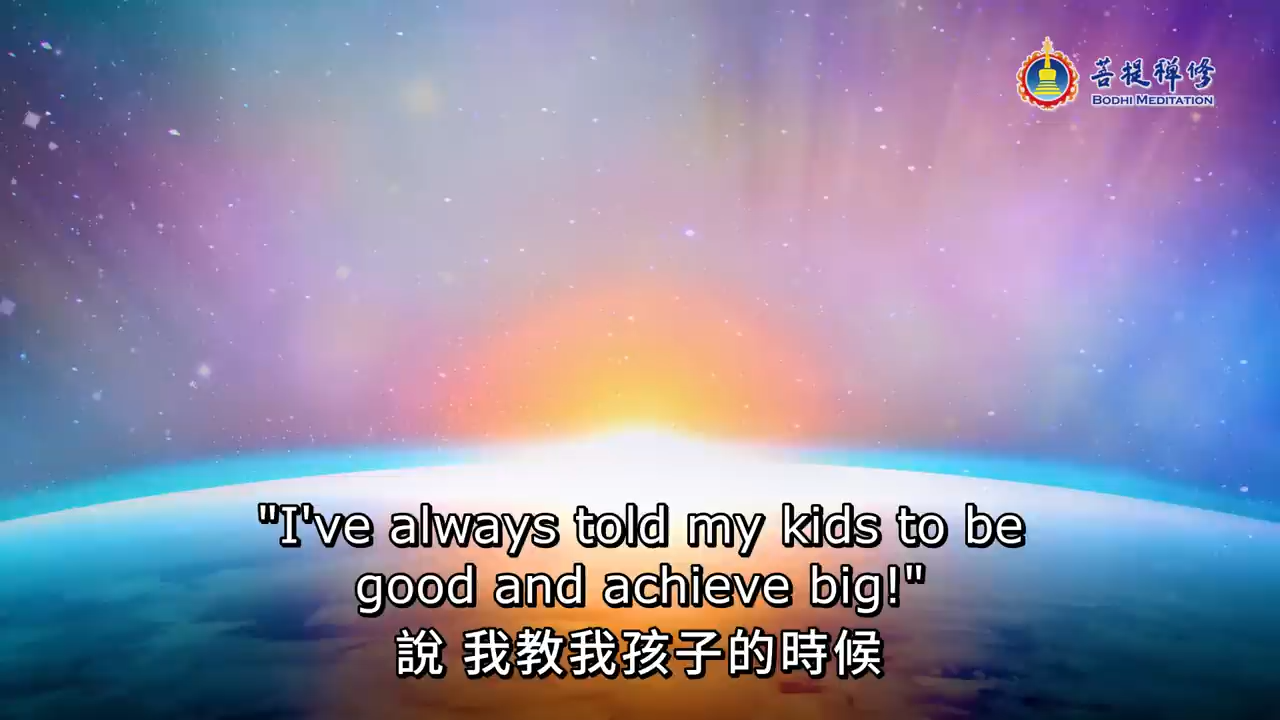 菩提禪修
BODHI MEDITATION
"I've always told my kids to be
good and achieve big!"
說 我教我孩子的時候